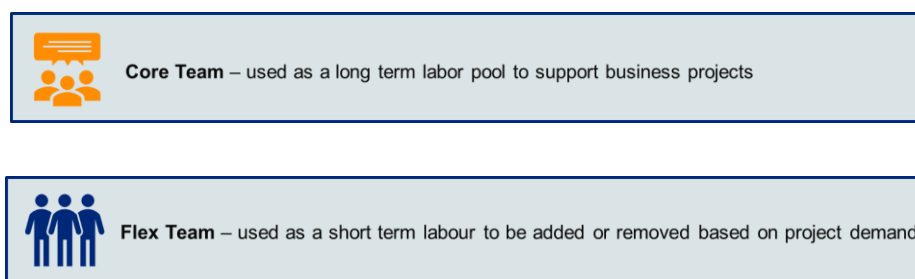 Core Team – used as a long term labor pool to support business projects
Flex Team – used as a short term labour to be added or removed based on project demand